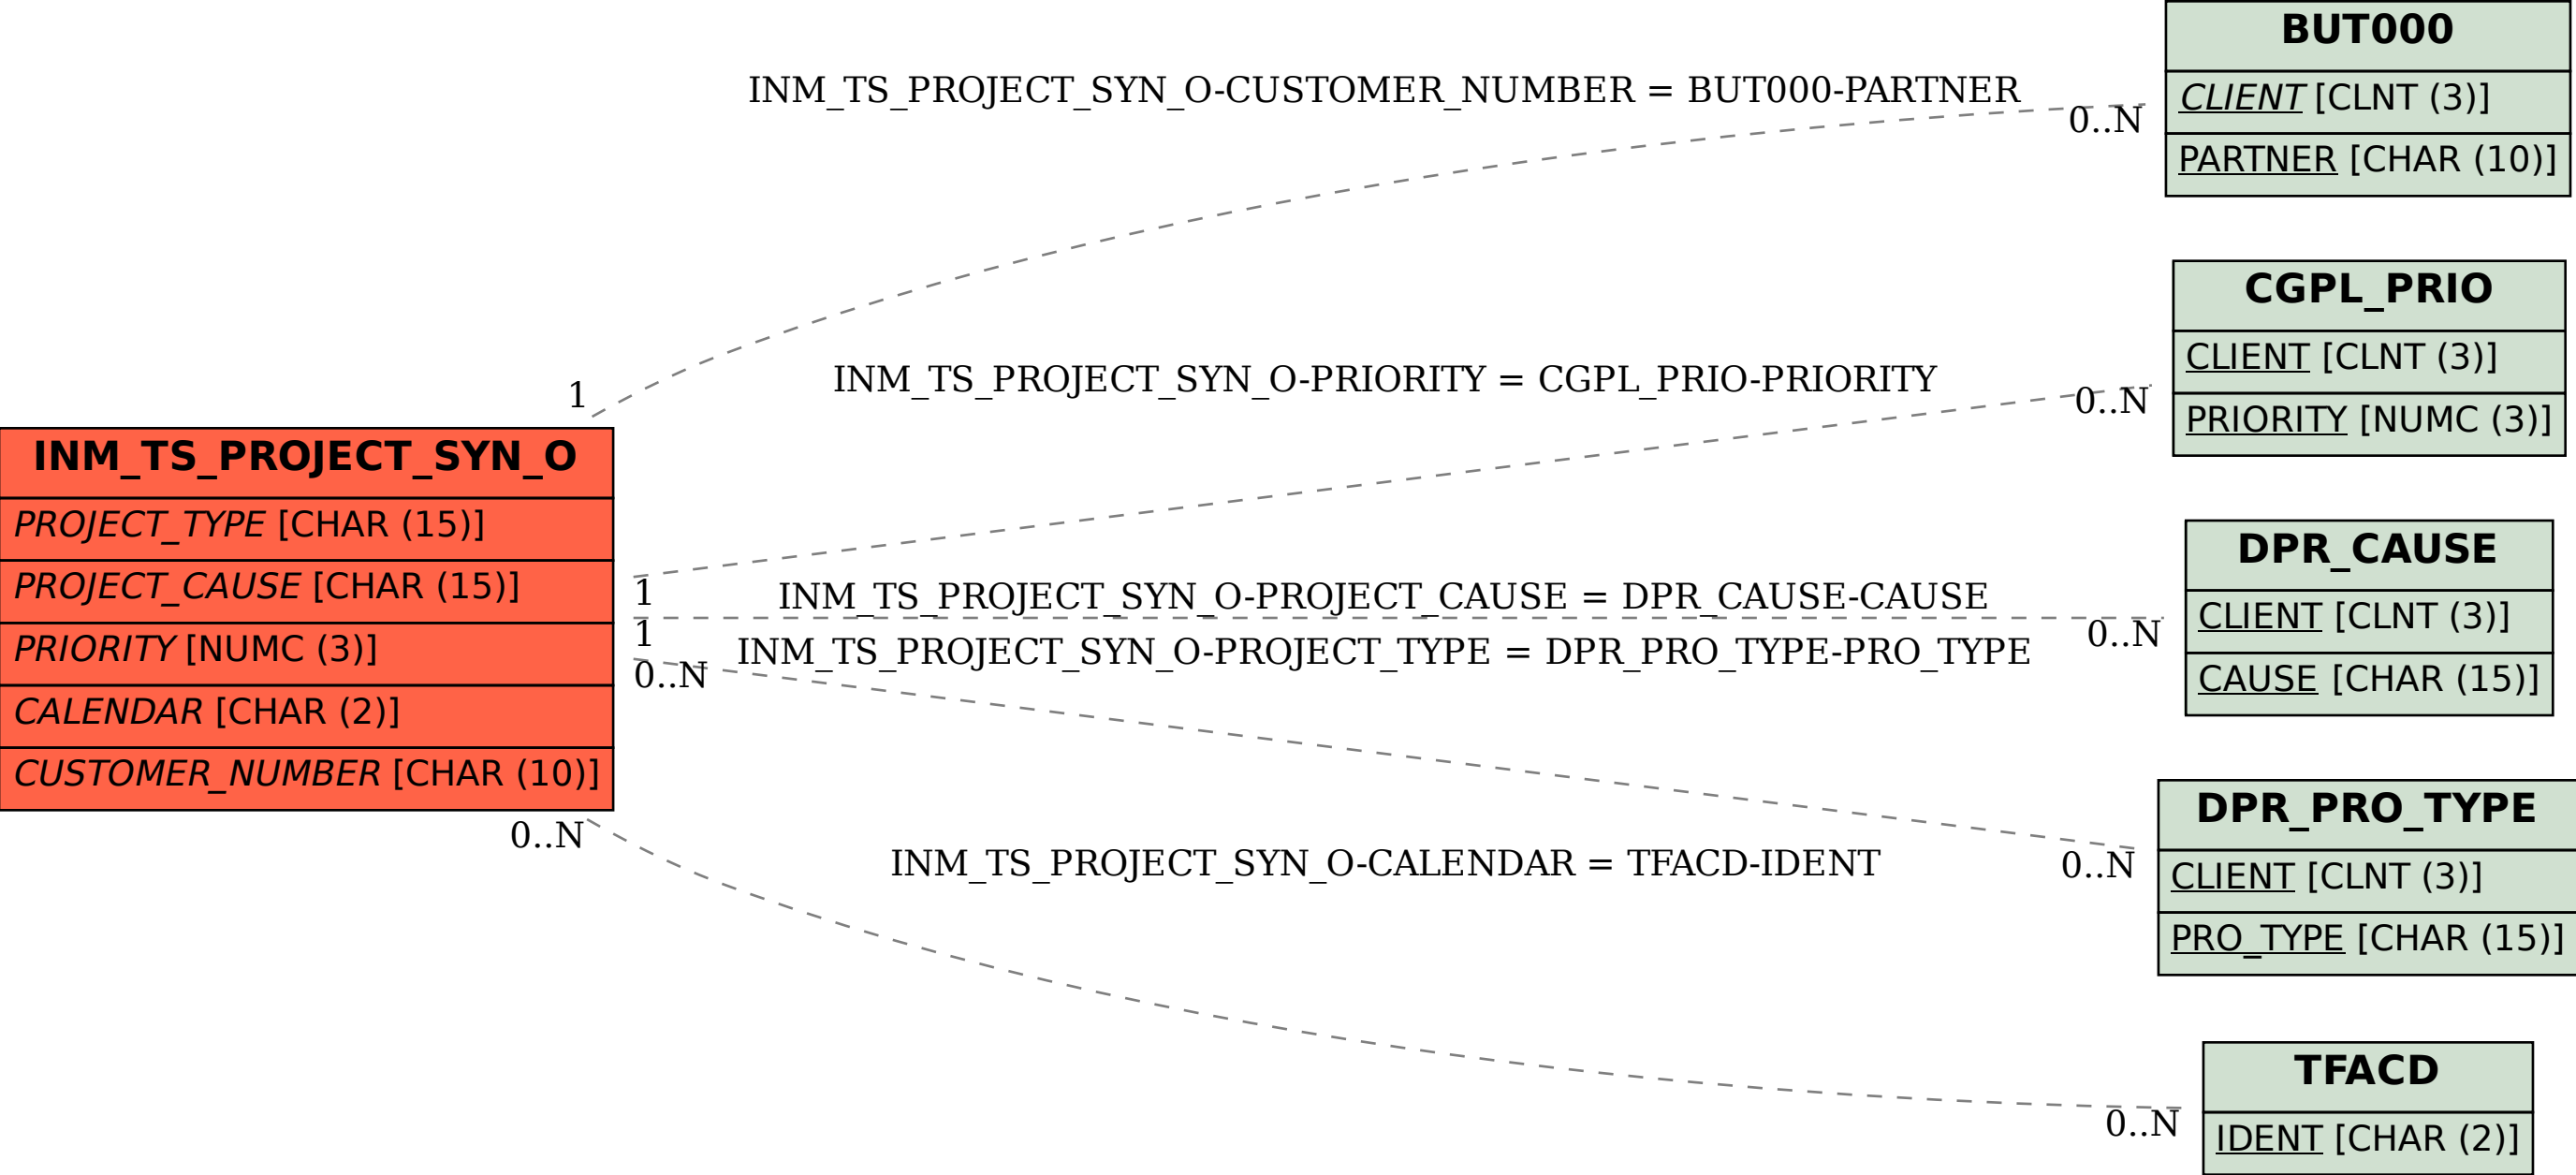 BUT000
CLIENT [CLNT (3)]
PARTNER [CHAR (10)]
INM_TS_PROJECT_SYN_O-CUSTOMER_NUMBER = BUT000-PARTNER
0..N
1
CGPL_PRIO
CLIENT [CLNT (3)]
PRIORITY [NUMC (3)]
INM_TS_PROJECT_SYN_O-PRIORITY = CGPL_PRIO-PRIORITY
0..N
1
INM_TS_PROJECT_SYN_O
PROJECT_TYPE [CHAR (15)]
PROJECT_CAUSE [CHAR (15)]
PRIORITY [NUMC (3)]
CALENDAR [CHAR (2)]
CUSTOMER_NUMBER [CHAR (10)]
INM_TS_PROJECT_SYN_O-PROJECT_CAUSE = DPR_CAUSE-CAUSE
1
0..N
DPR_CAUSE
CLIENT [CLNT (3)]
CAUSE [CHAR (15)]
INM_TS_PROJECT_SYN_O-PROJECT_TYPE = DPR_PRO_TYPE-PRO_TYPE
0..N
0..N
DPR_PRO_TYPE
CLIENT [CLNT (3)]
PRO_TYPE [CHAR (15)]
0..N
INM_TS_PROJECT_SYN_O-CALENDAR = TFACD-IDENT
0..N
TFACD
IDENT [CHAR (2)]